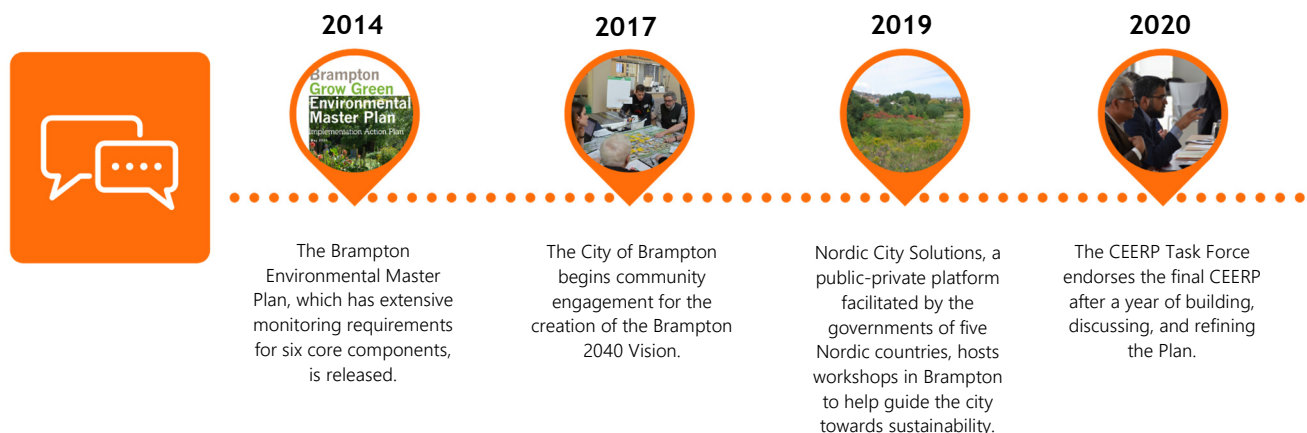 2014
2017
2019
2020
Brampton
Grow Green
Environmental
Master Plan
Implementation Action Plan
The Brampton
Environmental Master
Plan, which has extensive
monitoring requirements
for six core components,
is released.
The City of Brampton
begins community
engagement for the
creation of the Brampton
2040 Vision.
Nordic City Solutions, a
public-private platform
facilitated by the
governments of five
Nordic countries, hosts
workshops in Brampton
to help guide the city
towards sustainability.
The CEERP Task Force
endorses the final CEERP
after a year of building,
discussing, and refining
the Plan.